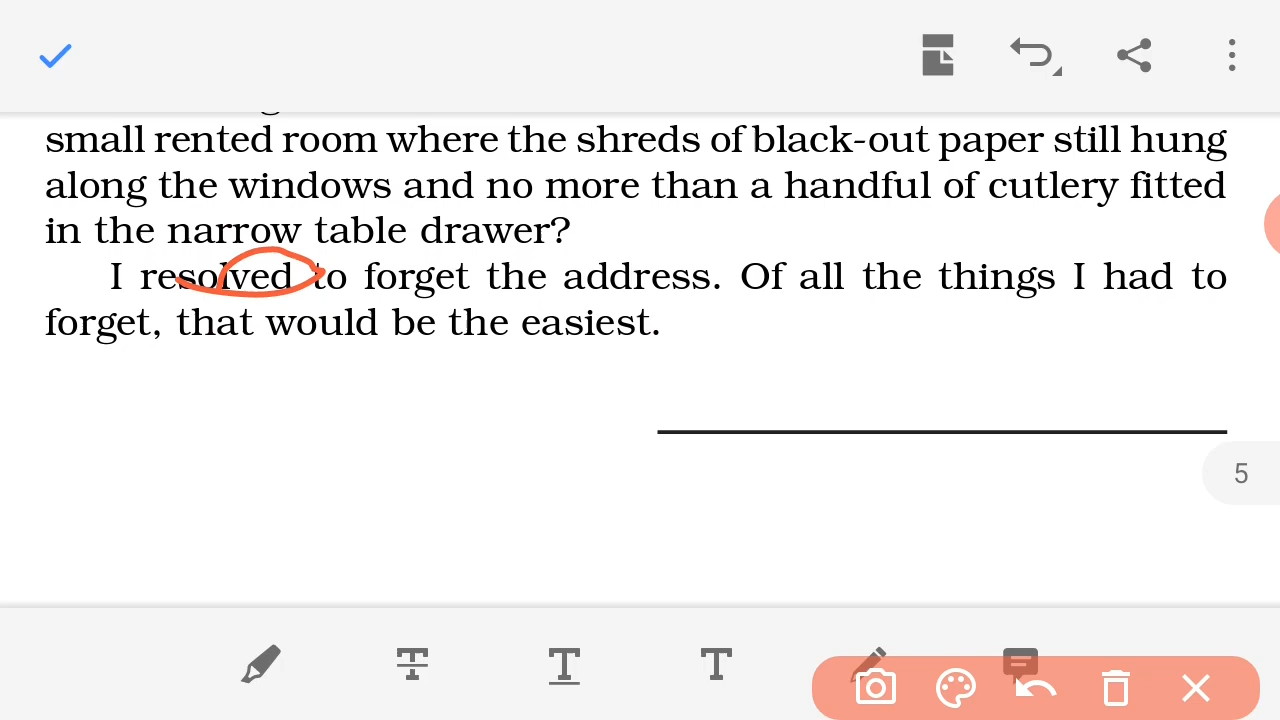 small rented room where the shreds of black-out paper still hung
along the windows and no more than a handful of cutlery fitted
in the narrow table drawer?
I resolved to forget the address. Of all the things I had to
forget, that would be the easiest.
5